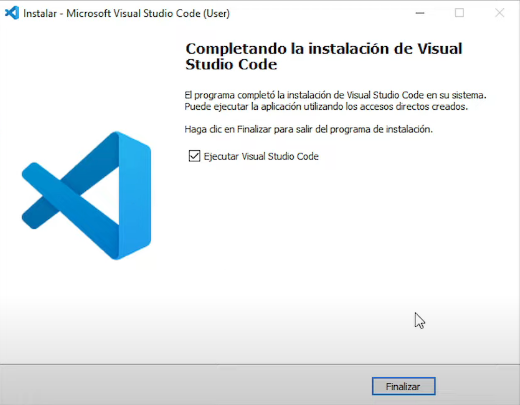 Instalar - Microsoft Visual Studio Code (User)
Completando la instalación de Visual
Studio Code
El programa completó la instalación de Visual Studio Code en su sistema.
Puede ejecutar la aplicación utilizando los accesos directos creados.
Haga clic en Finalizar para salir del programa de instalación.
Ejecutar Visual Studio Code
Finalizar